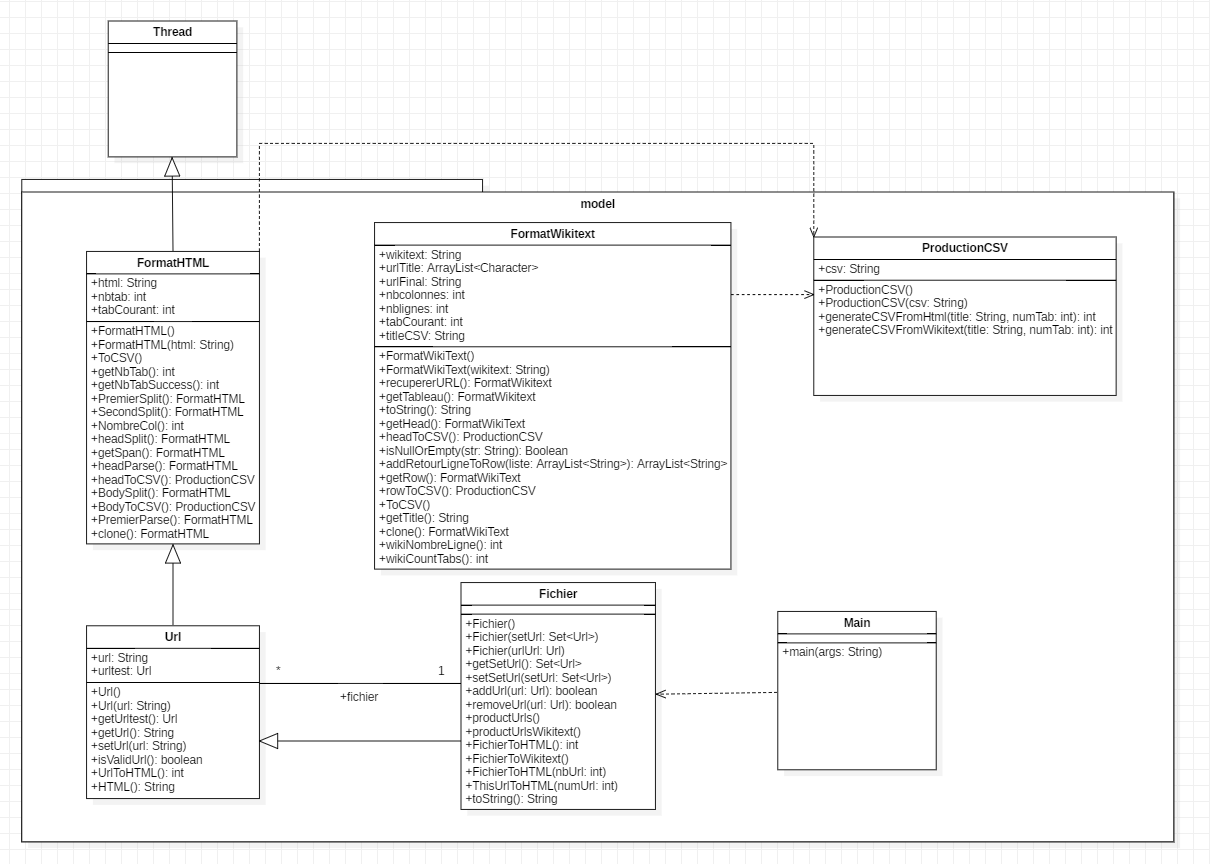 Thread
model
FormatHTML
+html: String
+nbtab: int
+tabCourant: int
+FormatHTML()
+FormatHTML(html: String)
+ToCSV()
+getNbTab(): int
+getNbTabSuccess(): int
+PremierSplit(): FormatHTML
+SecondSplit(): FormatHTML
+NombreCol(): int
+headSplit(): FormatHTML
+getSpan(): FormatHTML
+headParse(): FormatHTML
+headToCSV(): ProductionCSV
+BodySplit(): FormatHTML
+BodyToCSV(): ProductionCSV
+PremierParse(): FormatHTML
+clone(): FormatHTML
FormatWikitext
+wikitext: String
+urlTitle: ArrayList<Character>
+urlFinal: String
+nbcolonnes: int
+nblignes: int
+tabCourant: int
+titleCSV: String
+FormatWikiText()
+FormatWikiText(wikitext: String)
+recupererURL(): FormatWikitext
+getTableau(): FormatWikitext
+toString(): String
+getHead(): FormatWikiText
+headToCSV(): ProductionCSV
+isNullOrEmpty(str: String): Boolean
+addRetourLigneToRow(liste: ArrayList<String>): ArrayList<String>
+getRow(): FormatWikiText
+rowToCSV(): ProductionCSV
+ToCSV()
+getTitle(): String
+clone(): FormatWikiText
+wikiNombreLigne(): int
+wikiCountTabs(): int
ProductionCSV
+csv: String
+ProductionCSV()
+ProductionCSV(csv: String)
+generateCSVFromHtml(title: String, numTab: int): int
+generateCSVFromWikitext(title: String, numTab: int): int
Url
+url: String
+urltest: Url
+Url()
+Url(url: String)
+getUrltest(): Url
+getUrl(): String
+setUrl(url: String)
+isValidUrl(): boolean
+UrlToHTML(): int
+HTML(): String
*
1
+fichier
Fichier
+Fichier()
+Fichier(setUrl: Set<Url>)
+Fichier(urlUrl: Url)
+getSetUrl(): Set<Url>
+setSetUrl(setUrl: Set<Url>)
+addUrl(url: Url): boolean
+removeUrl(url: Url): boolean
+productUrls()
+productUrlsWikitext()
+FichierToHTML(): int
+FichierToWikitext()
+FichierToHTML(nbUrl: int)
+ThisUrlToHTML(numUrl: int)
+toString(): String
Main
+main(args: String)